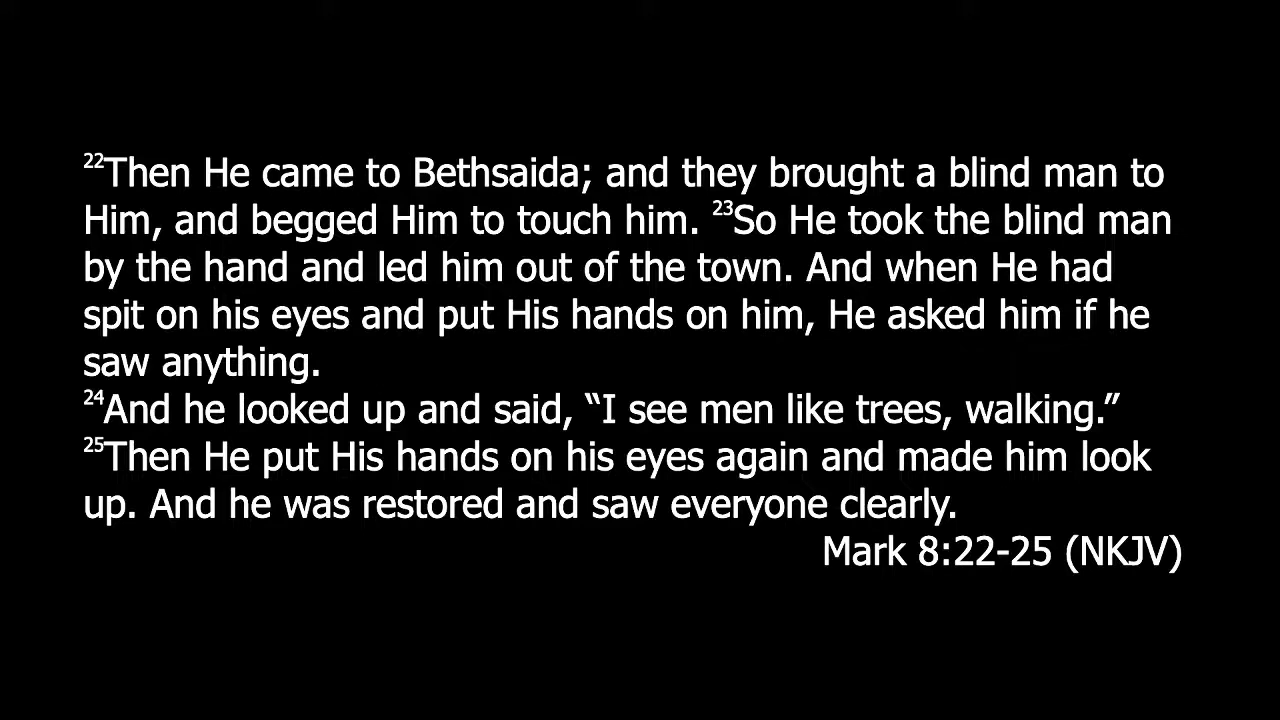 ²²Then He came to Bethsaida; and they brought a blind man to
Him, and begged Him to touch him. ²³So He took the blind man
by the hand and led him out of the town. And when He had
spit on his eyes and put His hands on him, He asked him if he
saw anything.
²⁴And he looked up and said, “I see men like trees, walking.”
²⁵Then He put His hands on his eyes again and made him look
up. And he was restored and saw everyone clearly.
Mark 8:22-25 (NKJV)